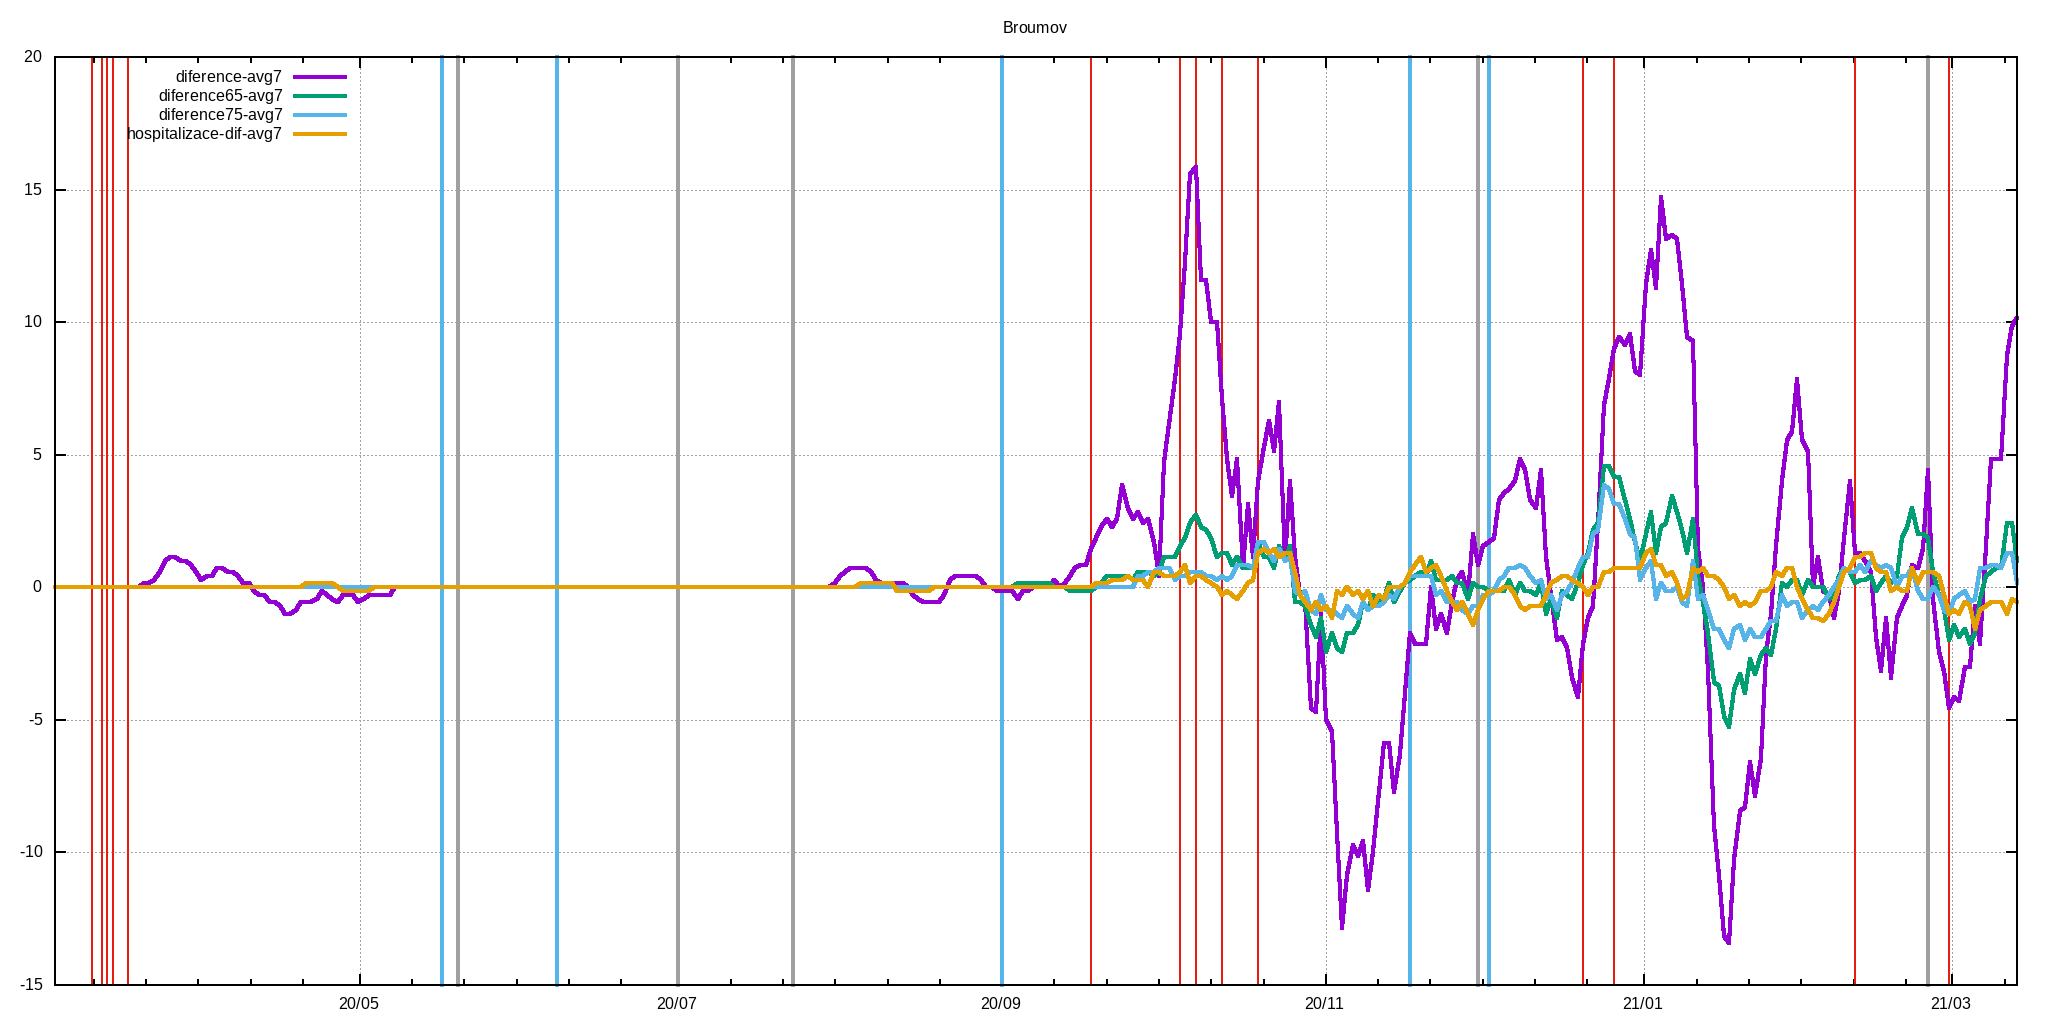 Broumov
20
diference-avg7
diference65-avg7
diference75-avg7
hospitalizace-dif-avg7
15
10
5
0
-5
-10
-15
20/05 20/07 20/09 20/11 21/01 21/03